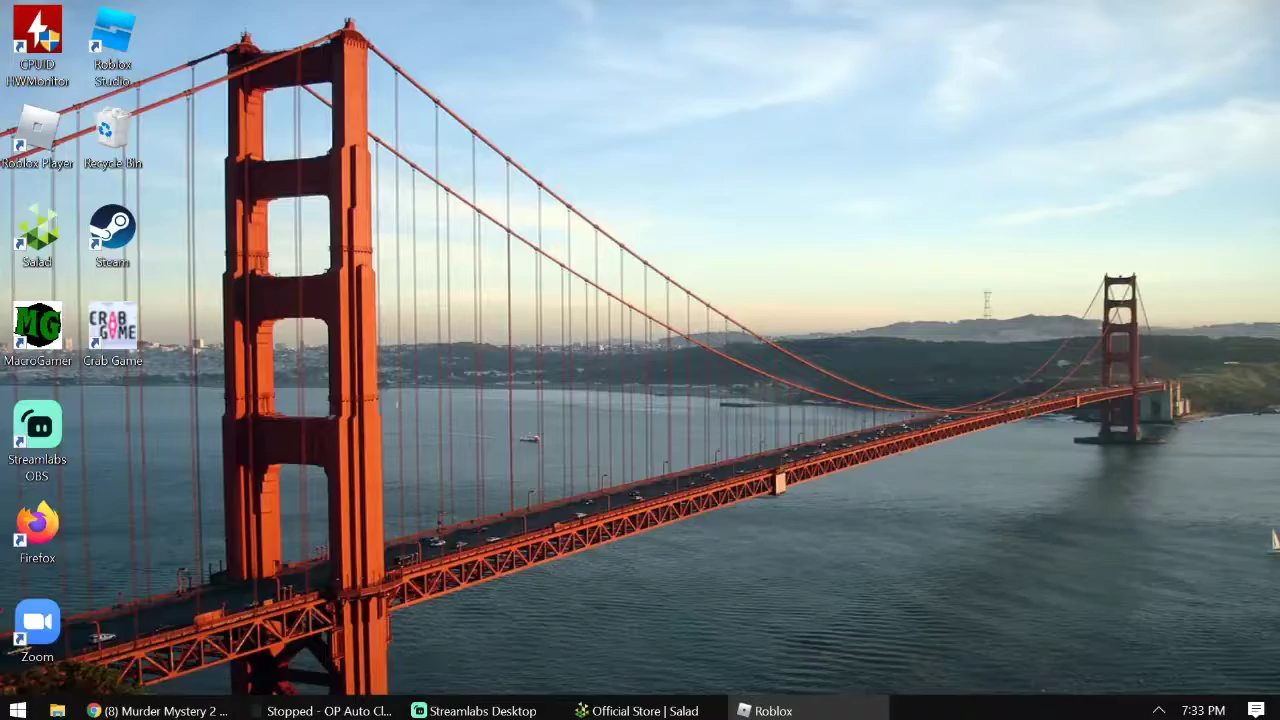 CPUID
HWMonitor
Roblox
Studio
Roblox Player
Recycle Bin
Salad
Steam
MG
MacroGamer
CRAB
GAME
Crab Game
Streamlabs
OBS
Firefox
Zoom
(8) Murder Mystery 2 ...
Stopped - OP Auto Cl...
Streamlabs Desktop
Official Store | Salad
Roblox
7:33 PM